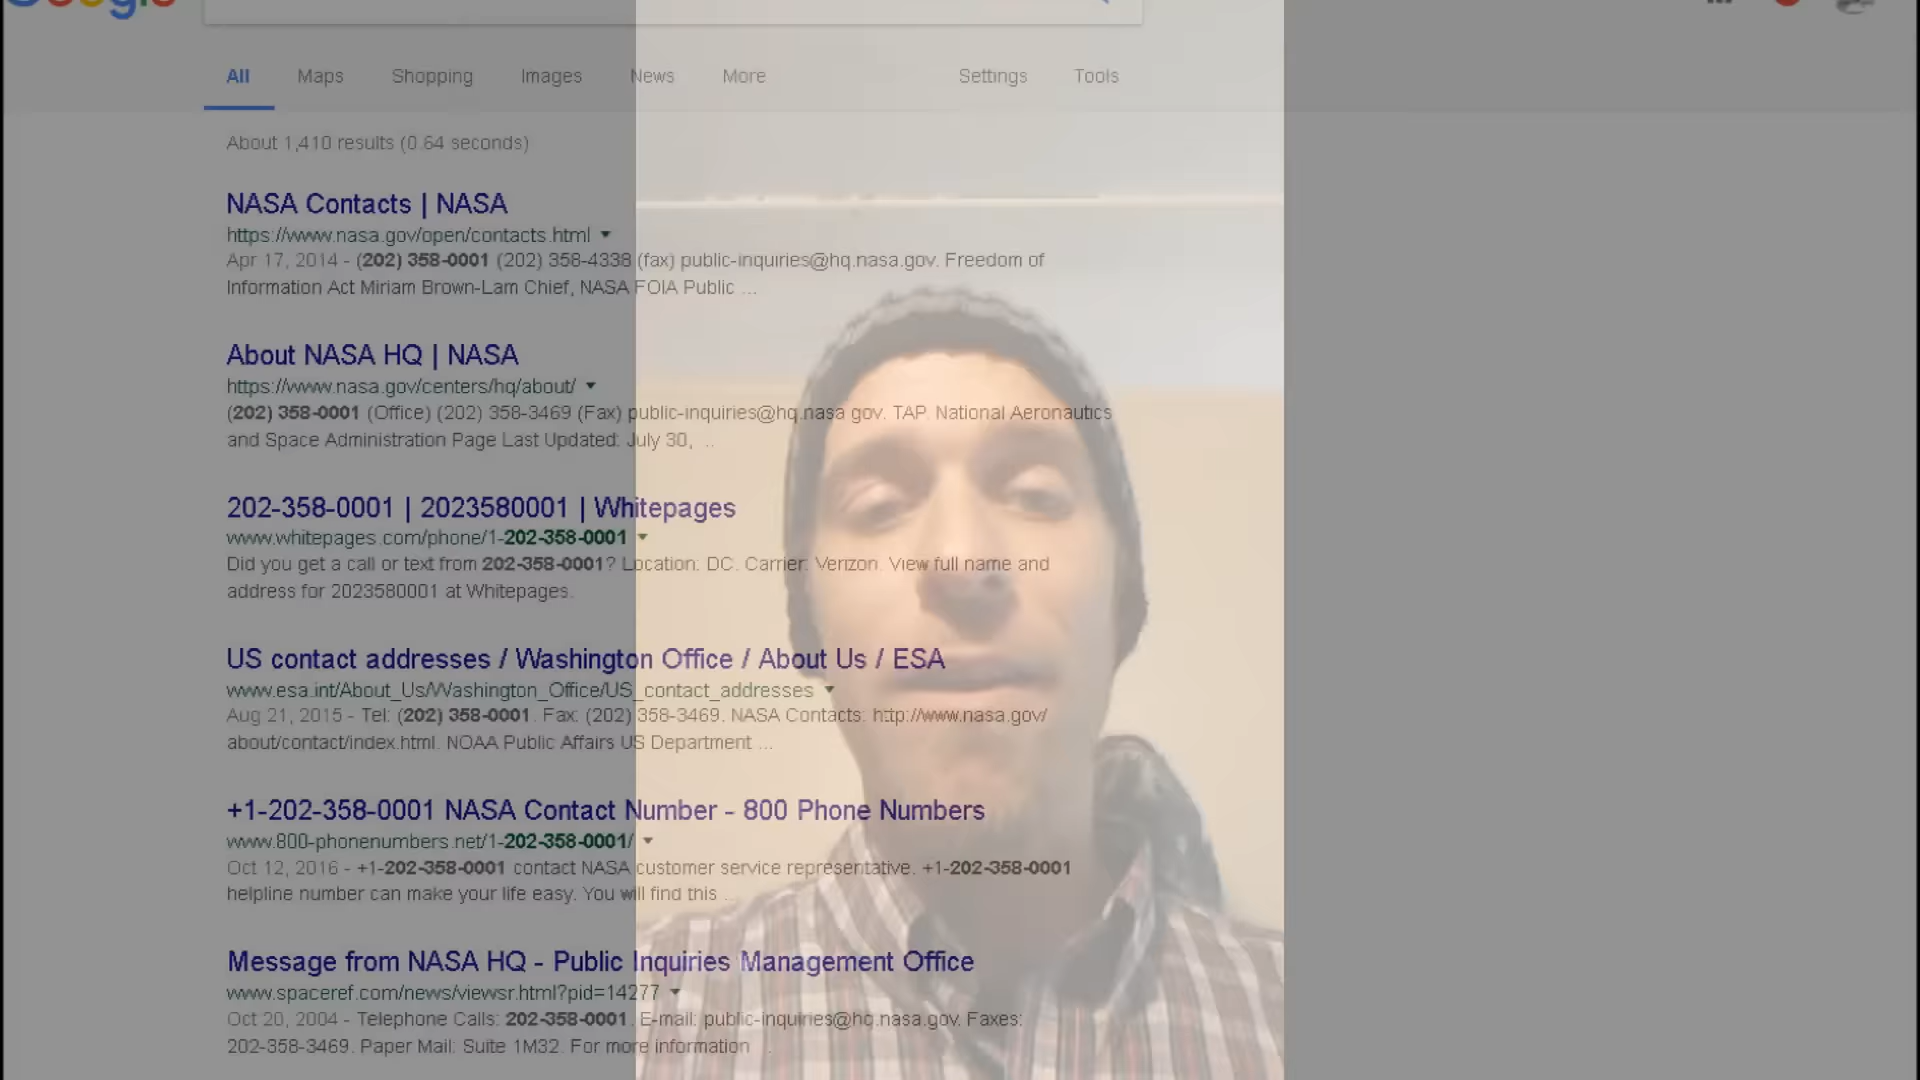 Google
All Maps Shopping Images News More Settings Tools
About 1,410 results (0.64 seconds)
NASA Contacts | NASA
https://www.nasa.gov/open/contacts.html
Apr 17, 2014 - (202) 358-0001 (202) 358-4338 (fax) public-inquiries@hq.nasa.gov. Freedom of
Information Act Miriam Brown-Lam Chief, NASA FOIA Public ...
About NASA HQ | NASA
https://www.nasa.gov/centers/hq/about/
(202) 358-0001 (Office) (202) 358-3469 (Fax) public-inquiries@hq.nasa.gov. TAP. National Aeronautics
and Space Administration Page Last Updated: July 30, ...
202-358-0001 | 2023580001 | Whitepages
www.whitepages.com/phone/1-202-358-0001
Did you get a call or text from 202-358-0001? Location: DC. Carrier: Verizon. View full name and
address for 2023580001 at Whitepages.
US contact addresses / Washington Office / About Us / ESA
www.esa.int/About_Us/Washington_Office/US_contact_addresses
Aug 21, 2015 - Tel: (202) 358-0001. Fax: (202) 358-3469. NASA Contacts: http://www.nasa.gov/
about/contact/index.html. NOAA Public Affairs US Department ...
+1-202-358-0001 NASA Contact Number - 800 Phone Numbers
www.800-phonenumbers.net/1-202-358-0001/
Oct 12, 2016 - +1-202-358-0001 contact NASA customer service representative. +1-202-358-0001
helpline number can make your life easy. You will find this ...
Message from NASA HQ - Public Inquiries Management Office
www.spaceref.com/news/viewsr.html?pid=14277
Oct 20, 2004 - Telephone Calls: 202-358-0001. E-mail: public-inquiries@hq.nasa.gov. Faxes:
202-358-3469. Paper Mail: Suite 1M32. For more information ...